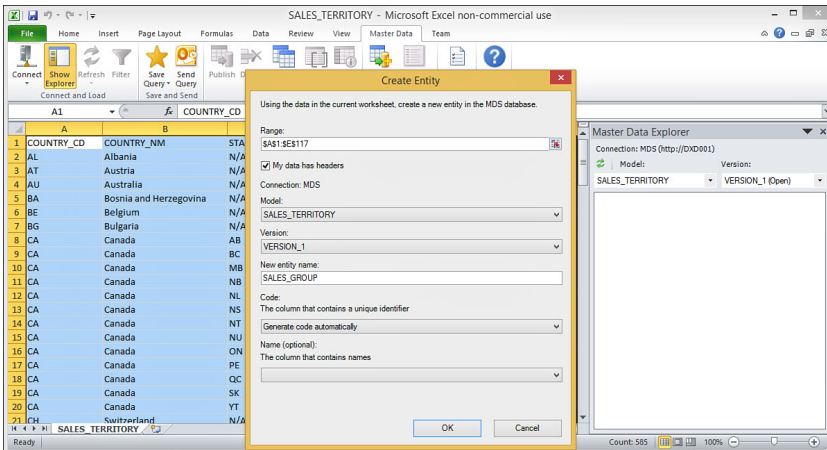 SALES_TERRITORY - Microsoft Excel non-commercial use
File Home Insert Page Layout Formulas Data Review View Master Data Team
Connect Show Explorer Refresh Filter Save Query Send Query Publish D
Connect and Load Save and Send
A1 fx COUNTRY_CD
A B
1 COUNTRY_CD COUNTRY_NM STA
2 AL Albania N/A
3 AT Austria N/A
4 AU Australia N/A
5 BA Bosnia and Herzegovina N/A
6 BE Belgium N/A
7 BG Bulgaria N/A
8 CA Canada AB
9 CA Canada BC
10 CA Canada MB
11 CA Canada NB
12 CA Canada NL
13 CA Canada NS
14 CA Canada NT
15 CA Canada NU
16 CA Canada ON
17 CA Canada PE
18 CA Canada QC
19 CA Canada SK
20 CA Canada YT
21 CH Switzerland N/A
SALES_TERRITORY
Ready Count: 585 100%
Create Entity
Using the data in the current worksheet, create a new entity in the MDS database.
Range:
$A$1:$E$117
My data has headers
Connection: MDS
Model:
SALES_TERRITORY
Version:
VERSION_1
New entity name:
SALES_GROUP
Code:
The column that contains a unique identifier
Generate code automatically
Name (optional):
The column that contains names
OK Cancel
Master Data Explorer
Connection: MDS (http://DXD001)
Model: Version:
SALES_TERRITORY VERSION_1 (Open)